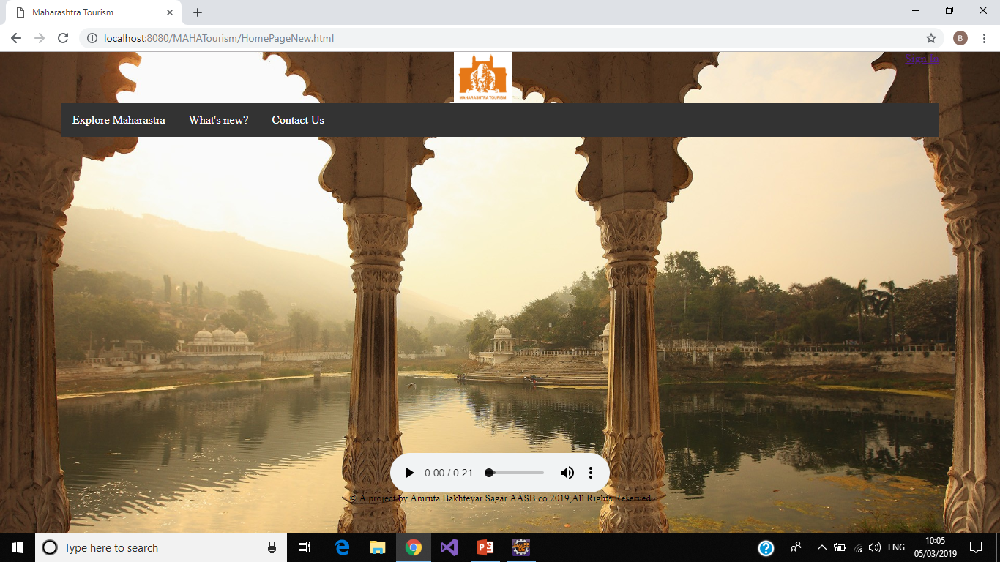 Maharashtra Tourism
localhost:8080/MAHATourism/HomePageNew.html
B
MAHARASHTRA TOURISM
SignIn
Explore Maharastra What's new? Contact Us
0:00 / 0:21
© A project by Amruta Bakhteyar Sagar AASB.co 2019,All Rights Reserved
Type here to search
ENG
10:05
05/03/2019